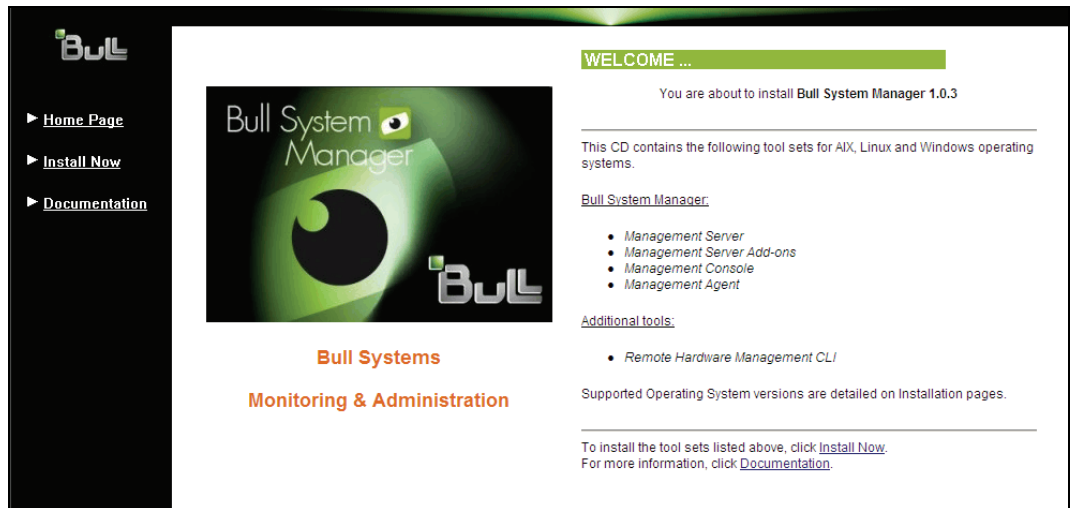 Bull
Home Page
Install Now
Documentation
Bull System
Manager
Bull
Bull Systems
Monitoring & Administration
WELCOME ...
You are about to install Bull System Manager 1.0.3
This CD contains the following tool sets for AIX, Linux and Windows operating
systems.
Bull System Manager:
• Management Server
• Management Server Add-ons
• Management Console
• Management Agent
Additional tools:
• Remote Hardware Management CLI
Supported Operating System versions are detailed on Installation pages.
To install the tool sets listed above, click Install Now.
For more information, click Documentation.